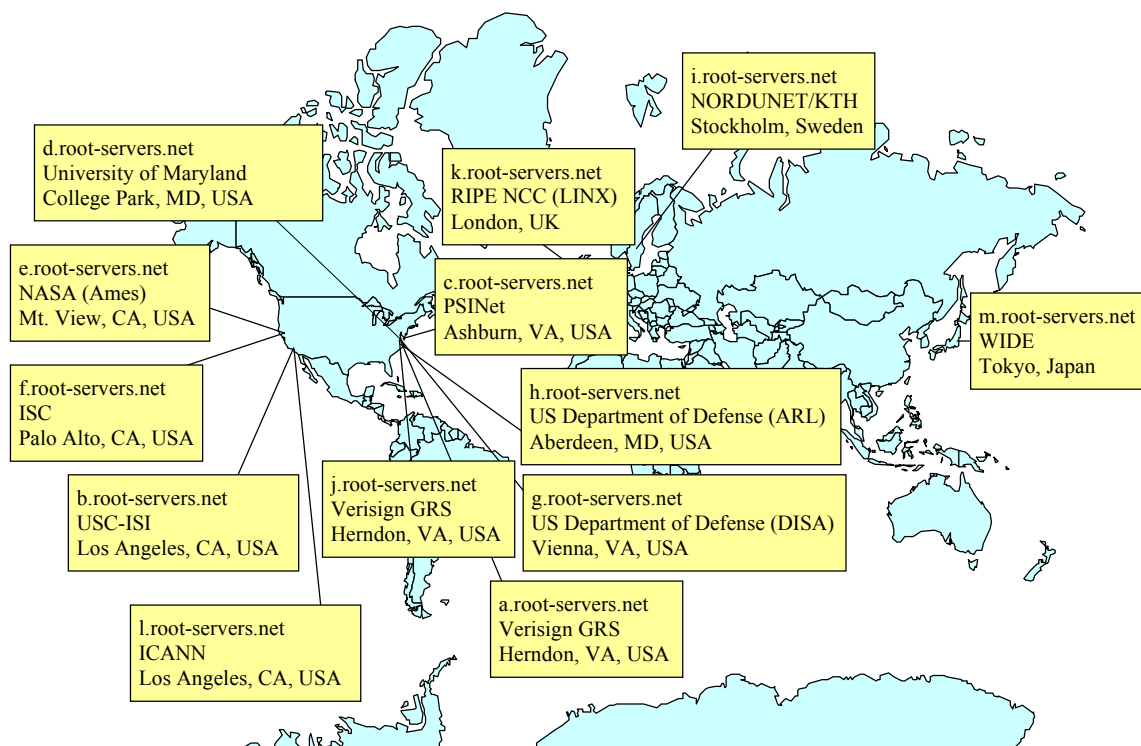 i.root-servers.net
NORDUNET/KTH
Stockholm, Sweden
d.root-servers.net
University of Maryland
College Park, MD, USA
k.root-servers.net
RIPE NCC (LINX)
London, UK
e.root-servers.net
NASA (Ames)
Mt. View, CA, USA
c.root-servers.net
PSINet
Ashburn, VA, USA
m.root-servers.net
WIDE
Tokyo, Japan
f.root-servers.net
ISC
Palo Alto, CA, USA
h.root-servers.net
US Department of Defense (ARL)
Aberdeen, MD, USA
b.root-servers.net
USC-ISI
Los Angeles, CA, USA
j.root-servers.net
Verisign GRS
Herndon, VA, USA
g.root-servers.net
US Department of Defense (DISA)
Vienna, VA, USA
a.root-servers.net
Verisign GRS
Herndon, VA, USA
l.root-servers.net
ICANN
Los Angeles, CA, USA